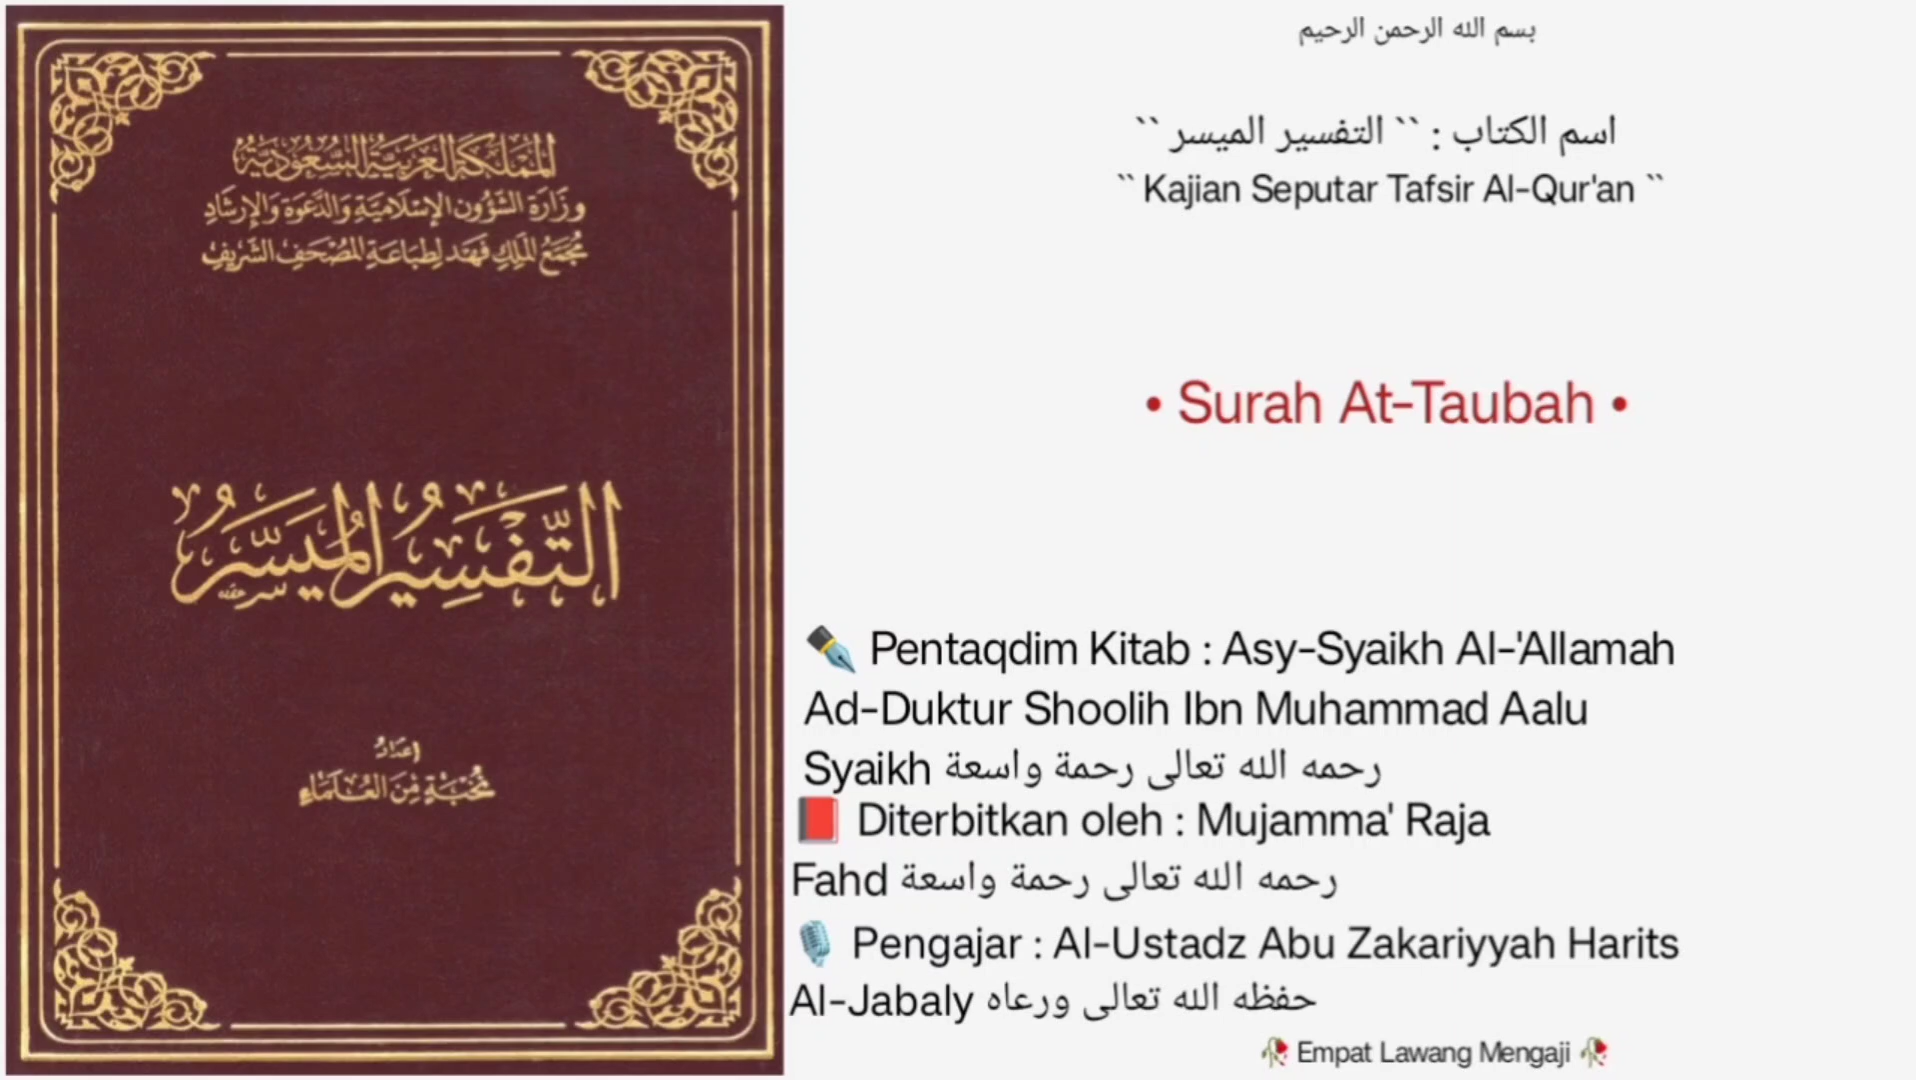 المملكة العربية السعودية
وزارة الشؤون الإسلامية والدعوة والإرشاد
مجمع الملك فهد لطباعة المصحف الشريف
التفسير الميسر
إعداد
نخبة من العلماء
بسم الله الرحمن الرحيم
اسم الكتاب : `` التفسير الميسر ``
`` Kajian Seputar Tafsir Al-Qur'an ``
• Surah At-Taubah •
✒️ Pentaqdim Kitab : Asy-Syaikh Al-'Allamah
Ad-Duktur Shoolih Ibn Muhammad Aalu
Syaikh رحمه الله تعالى رحمة واسعة
📕 Diterbitkan oleh : Mujamma' Raja
Fahd رحمه الله تعالى رحمة واسعة
🎙️ Pengajar : Al-Ustadz Abu Zakariyyah Harits
Al-Jabaly حفظه الله تعالى ورعاه
🥀 Empat Lawang Mengaji 🥀